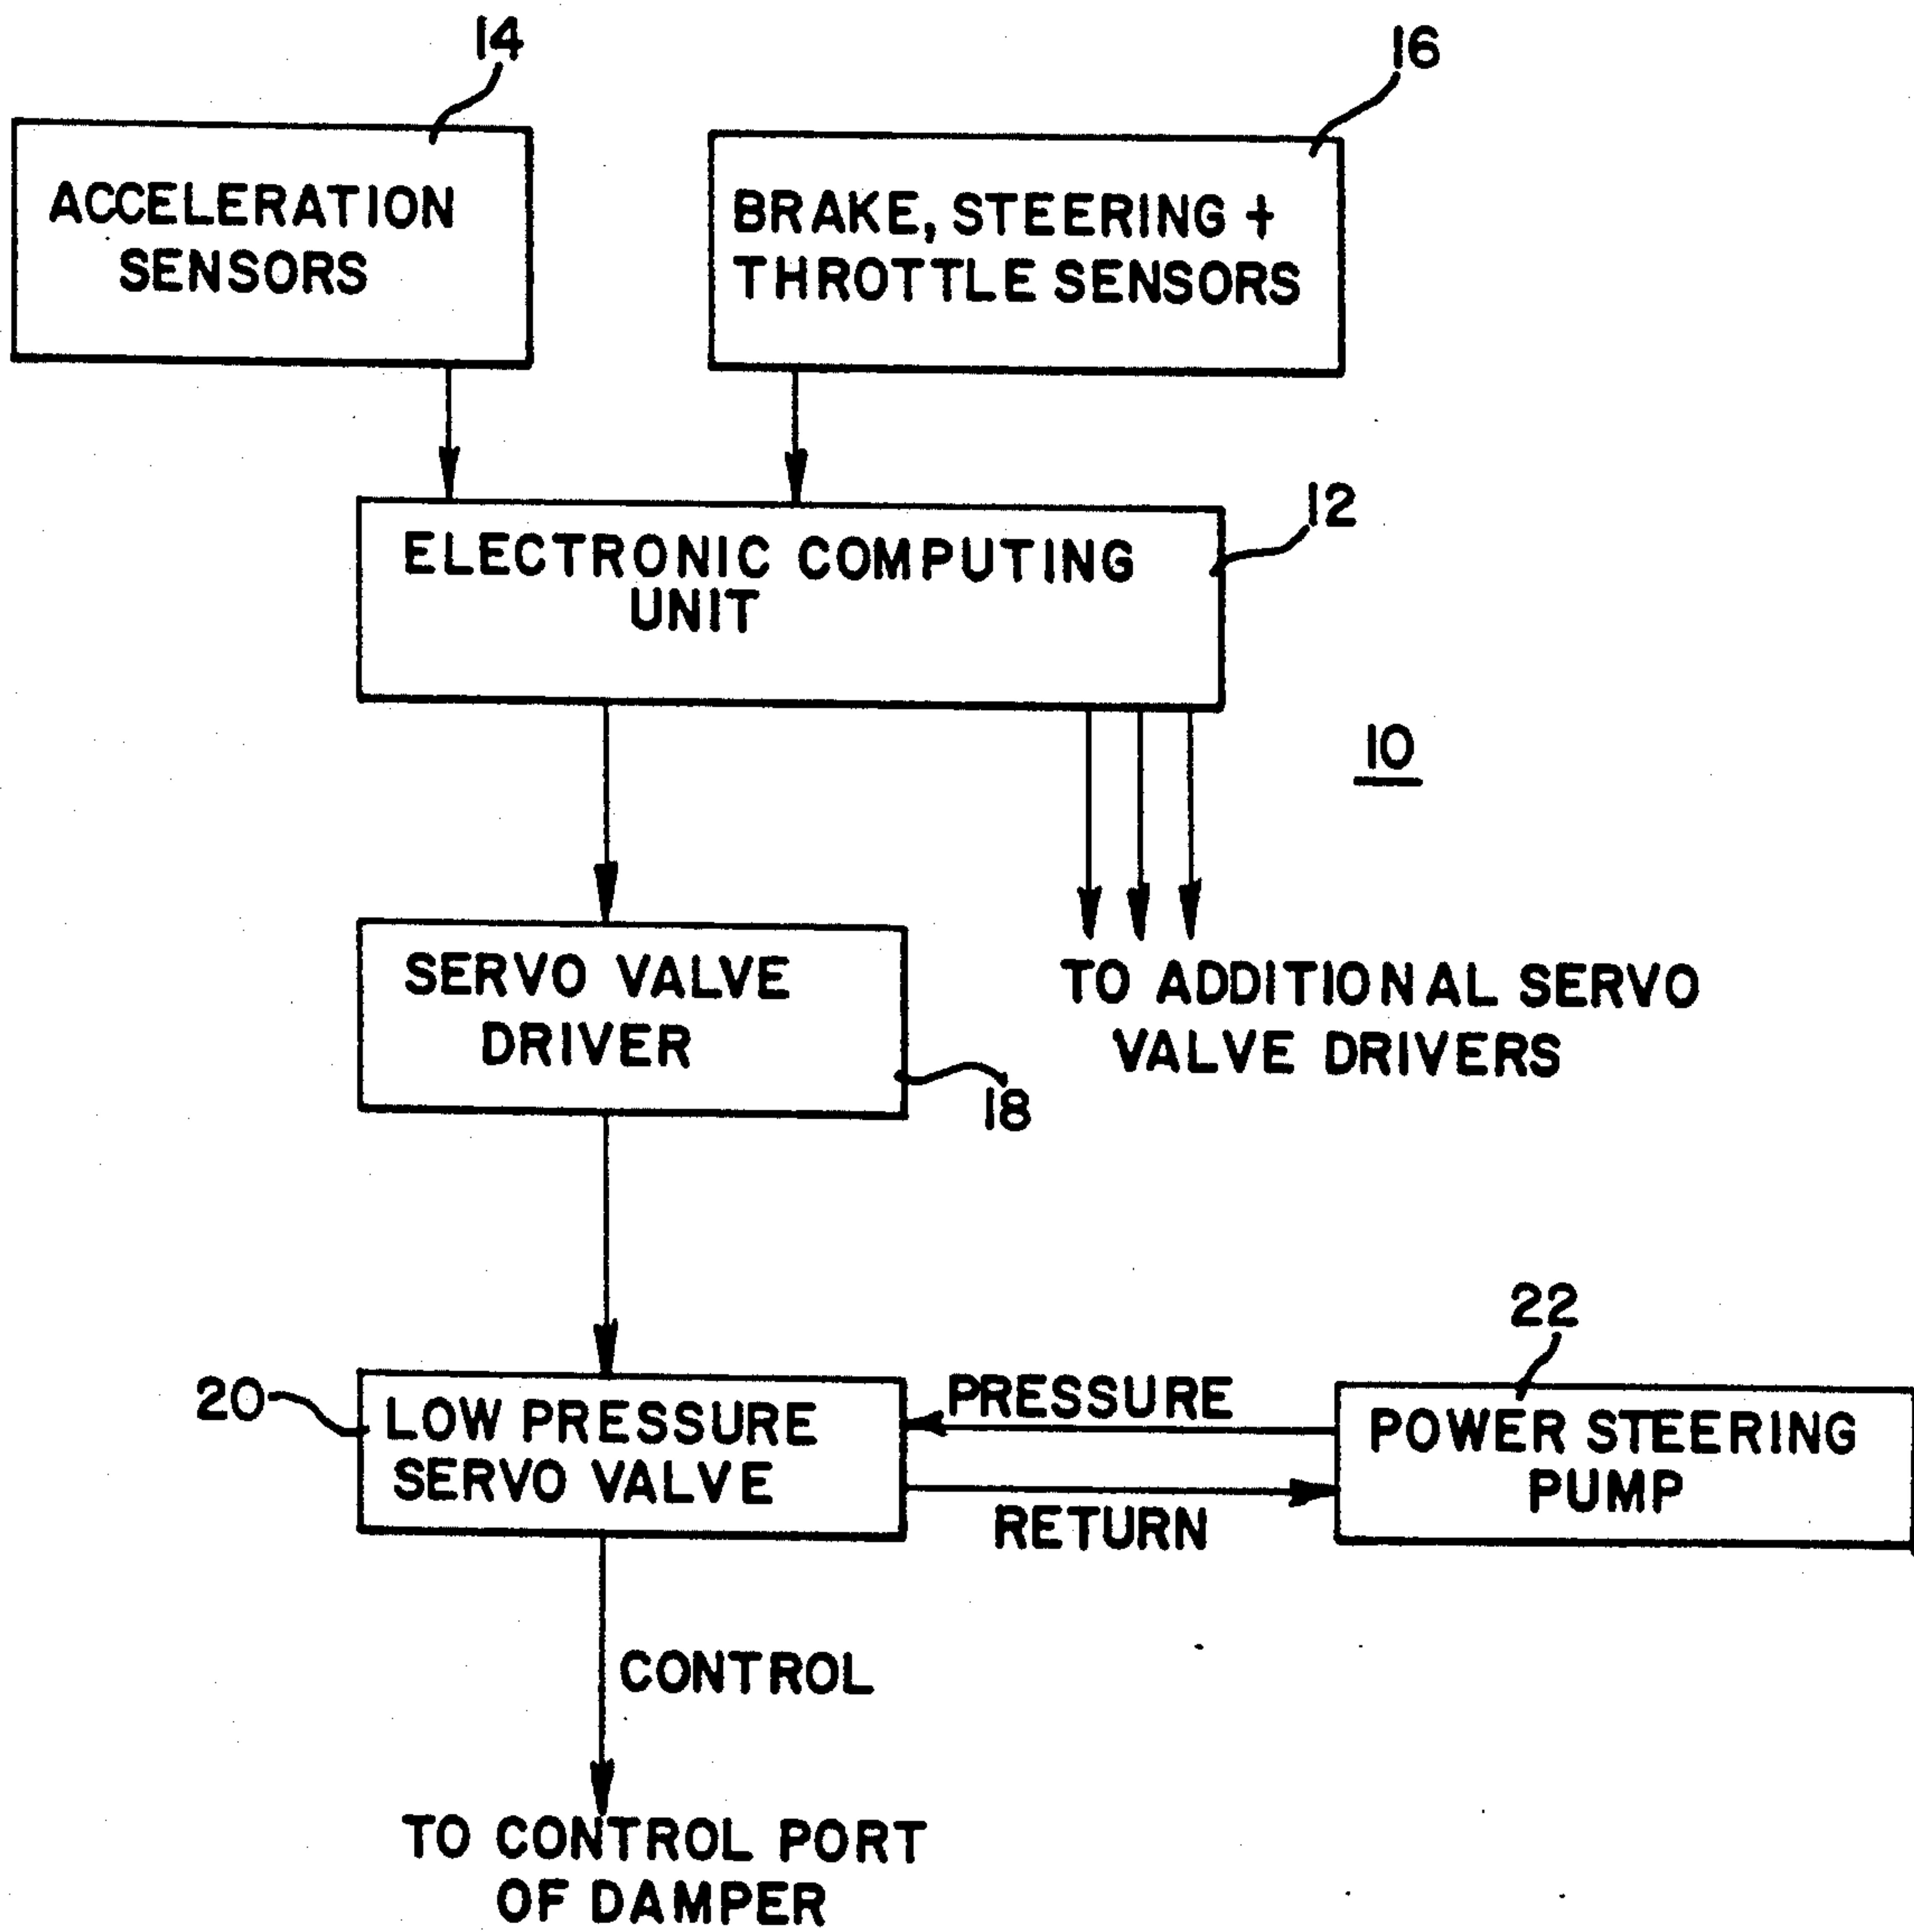 14
16
ACCELERATION
SENSORS
BRAKE, STEERING +
THROTTLE SENSORS
12
ELECTRONIC COMPUTING
UNIT
10
SERVO VALVE
DRIVER
18
TO ADDITIONAL SERVO
VALVE DRIVERS
20
LOW PRESSURE
SERVO VALVE
PRESSURE
RETURN
22
POWER STEERING
PUMP
CONTROL
TO CONTROL PORT
OF DAMPER